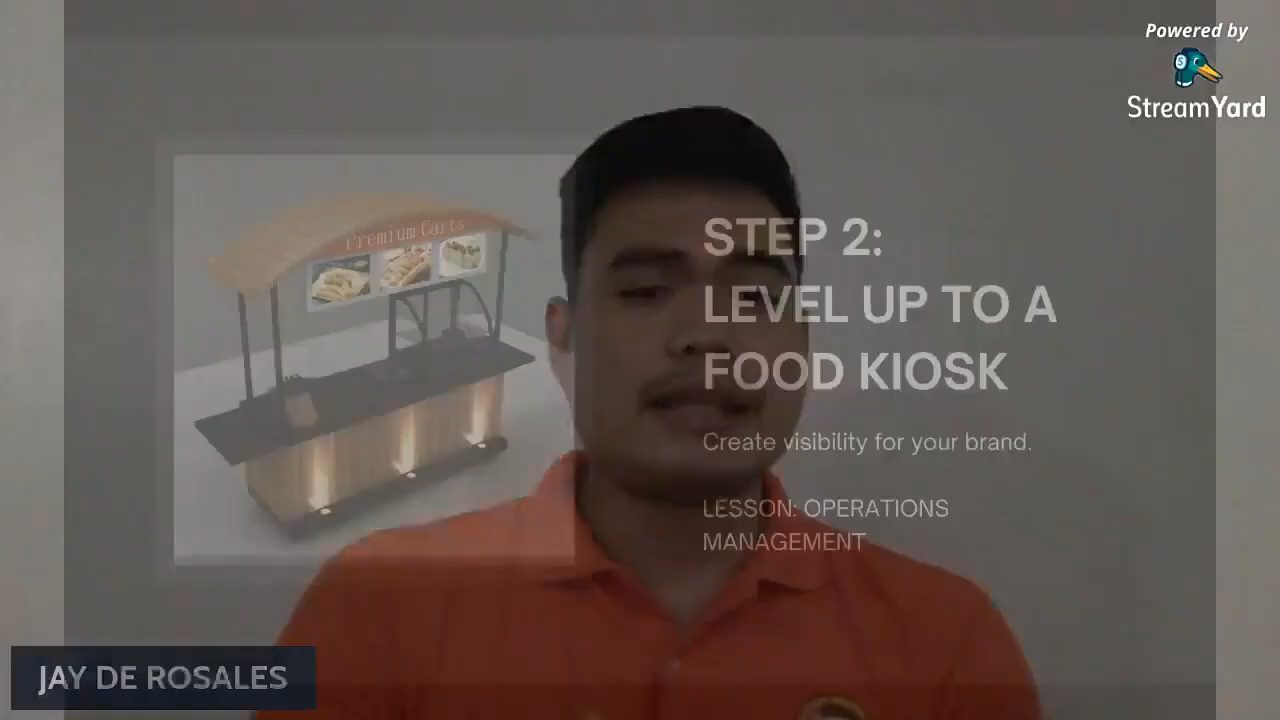 Powered by
StreamYard
Premium Carts
STEP 2:
LEVEL UP TO A
FOOD KIOSK
Create visibility for your brand.
LESSON: OPERATIONS
MANAGEMENT
JAY DE ROSALES